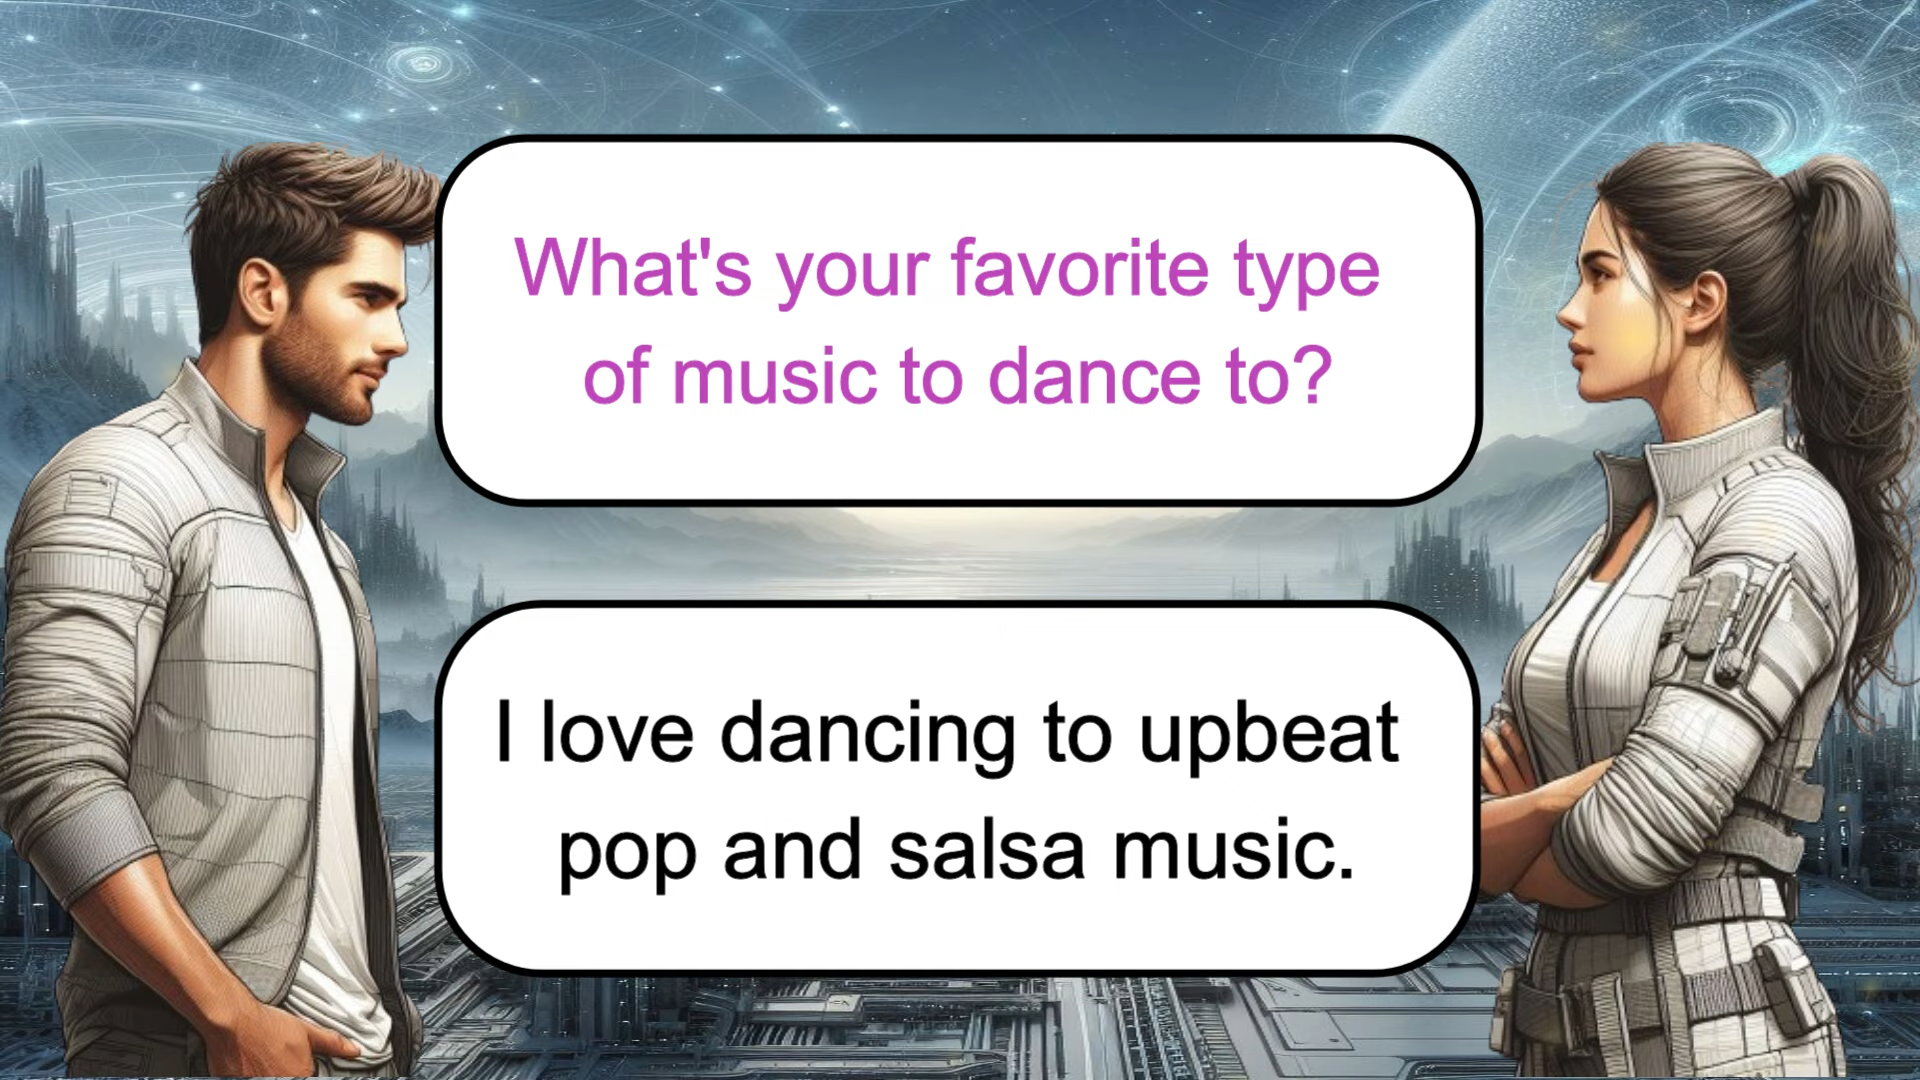 What's your favorite type
of music to dance to?
I love dancing to upbeat
pop and salsa music.